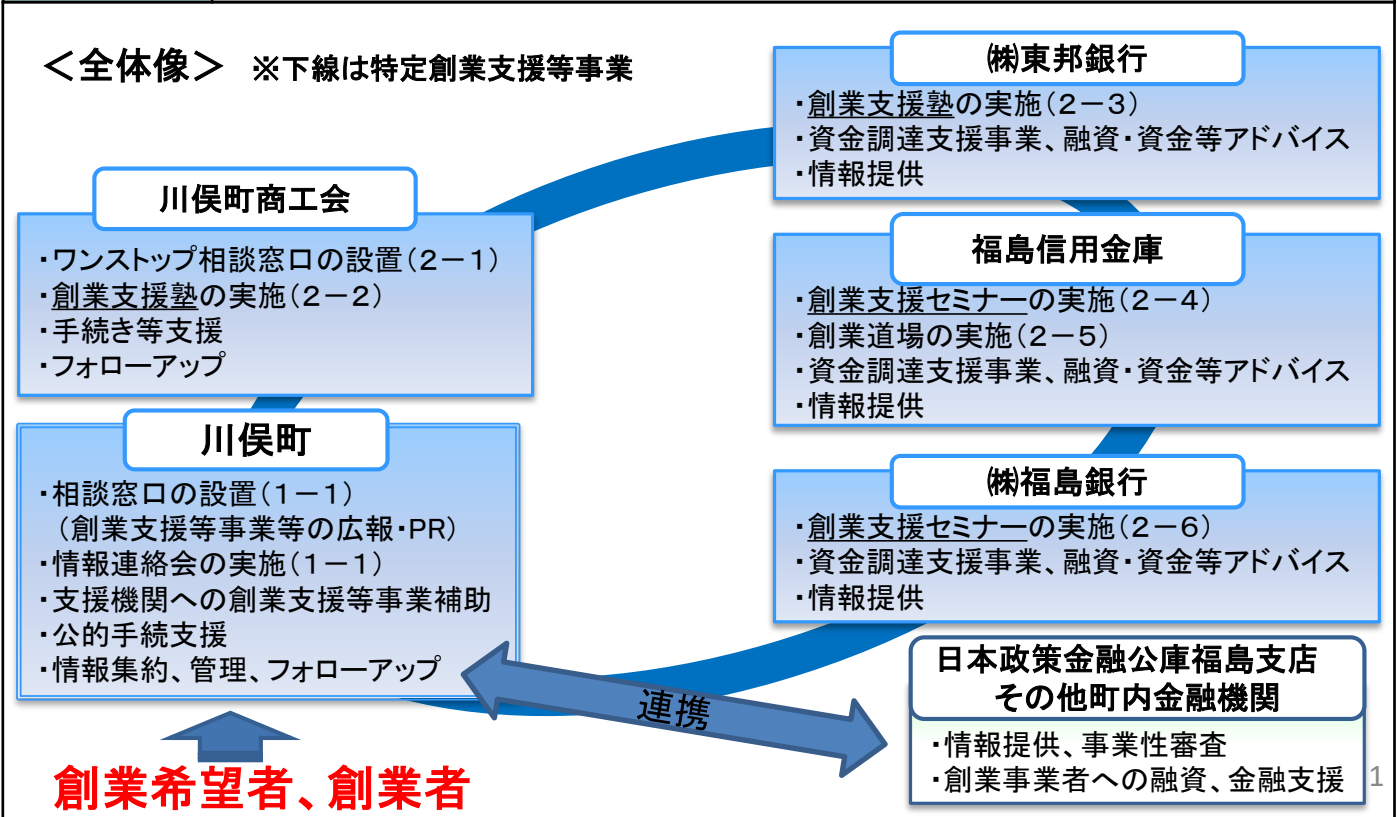 ＜全体像＞ ※下線は特定創業支援等事業
川俣町商工会
・ワンストップ相談窓口の設置(2－1)
・創業支援塾の実施(2－2)
・手続き等支援
・フォローアップ
川俣町
・相談窓口の設置(1－1)
（創業支援等事業等の広報・PR)
・情報連絡会の実施(1－1)
・支援機関への創業支援等事業補助
・公的手続支援
・情報集約、管理、フォローアップ
創業希望者、創業者
㈱東邦銀行
・創業支援塾の実施(2－3)
・資金調達支援事業、融資・資金等アドバイス
・情報提供
福島信用金庫
・創業支援セミナーの実施(2－4)
・創業道場の実施(2－5)
・資金調達支援事業、融資・資金等アドバイス
・情報提供
㈱福島銀行
・創業支援セミナーの実施(2－6)
・資金調達支援事業、融資・資金等アドバイス
・情報提供
連携
日本政策金融公庫福島支店
その他町内金融機関
・情報提供、事業性審査
・創業事業者への融資、金融支援
1